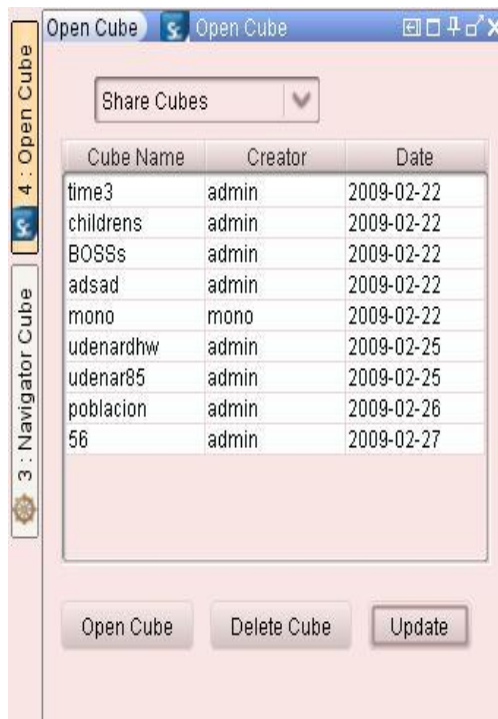 Open Cube Sc Open Cube
4 : Open Cube
Sc
3 : Navigator Cube
Share Cubes
Cube Name Creator Date
time3 admin 2009-02-22
childrens admin 2009-02-22
BOSSs admin 2009-02-22
adsad admin 2009-02-22
mono mono 2009-02-22
udenardhw admin 2009-02-25
udenar85 admin 2009-02-25
poblacion admin 2009-02-26
56 admin 2009-02-27
Open Cube Delete Cube Update